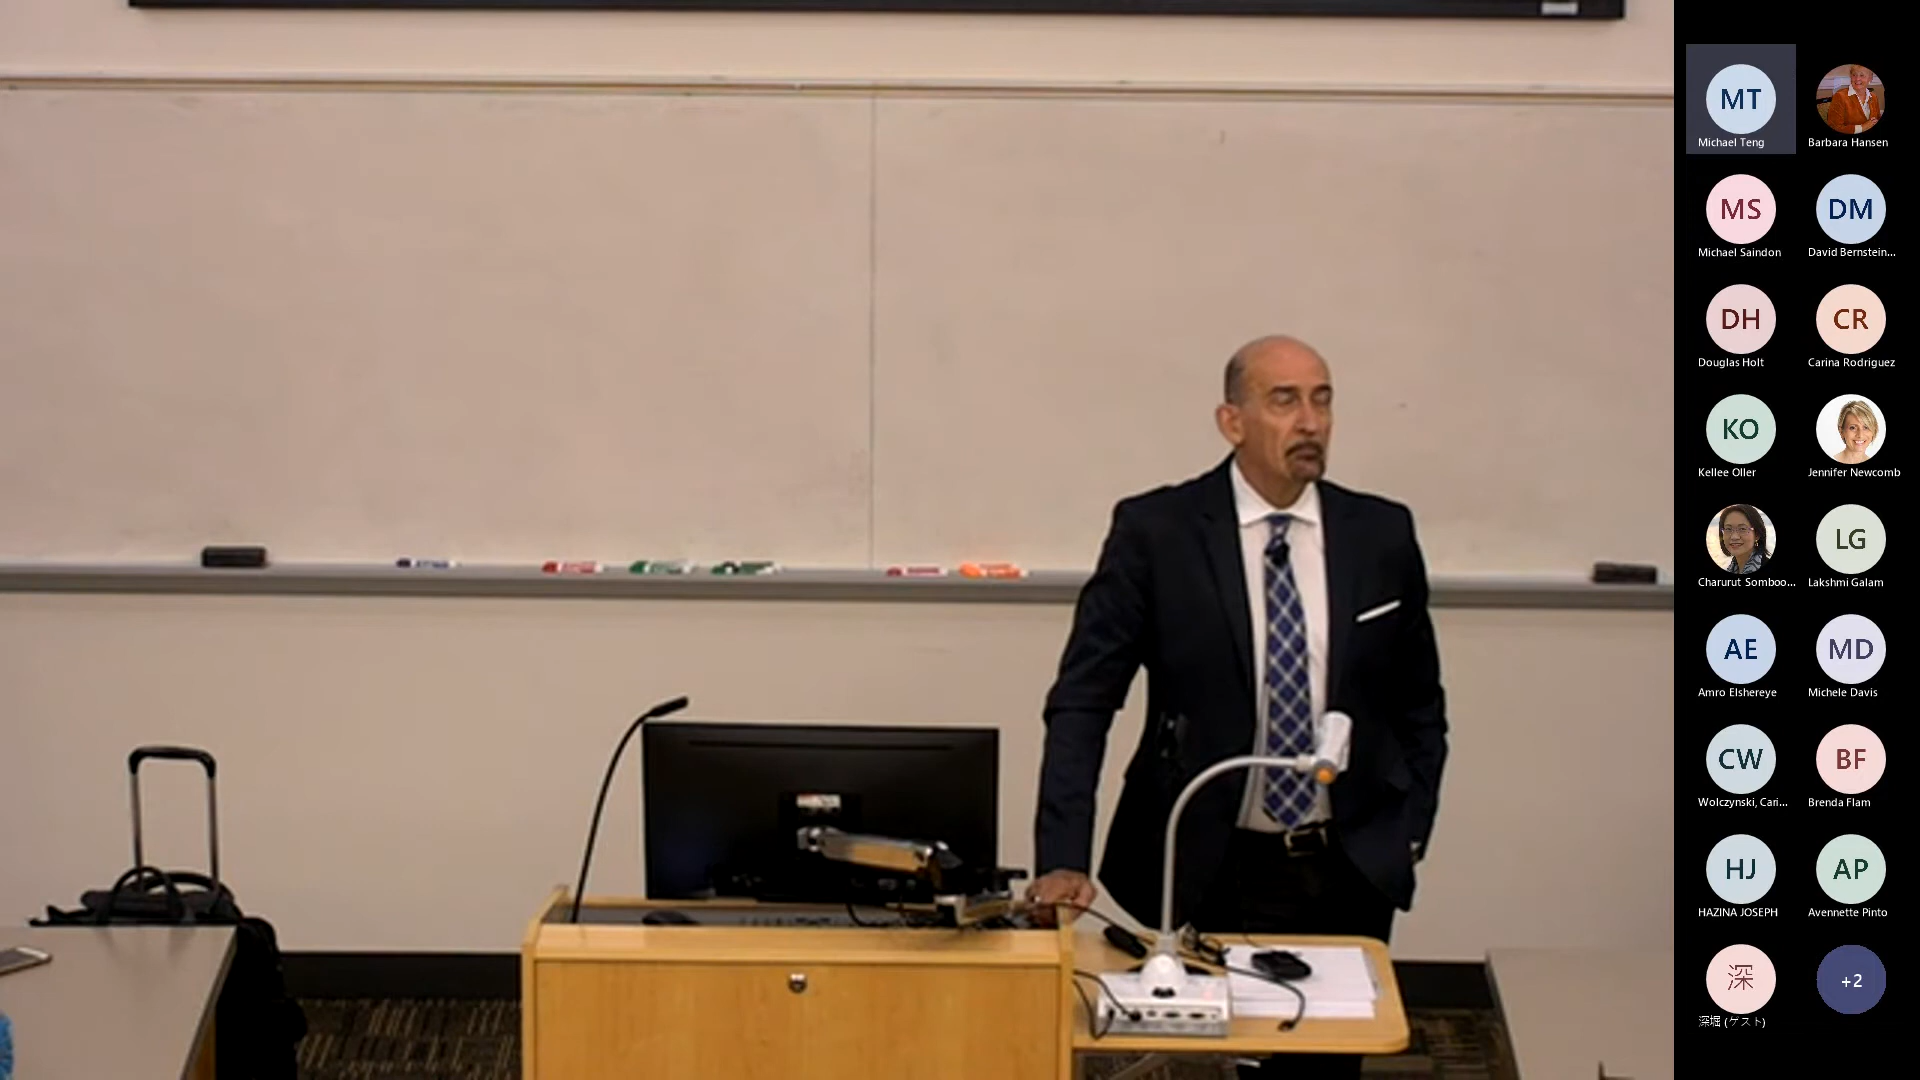 MT
Michael Teng
Barbara Hansen
MS
Michael Saindon
DM
David Bernstein...
DH
Douglas Holt
CR
Carina Rodriguez
KO
Kellee Oller
Jennifer Newcomb
Charurut Somboo...
LG
Lakshmi Galam
AE
Amro Elshereye
MD
Michele Davis
CW
Wolczynski, Cari...
BF
Brenda Flam
HJ
HAZINA JOSEPH
AP
Avennette Pinto
深
深堀 (ゲスト)
+2